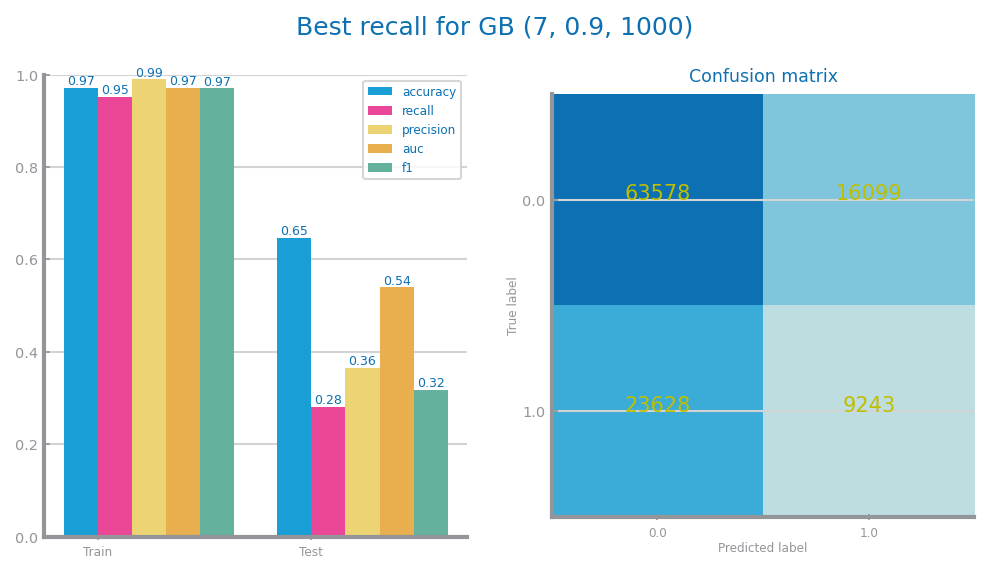 Best recall for GB (7, 0.9, 1000)
1.0
0.8
0.6
0.4
0.2
0.0
0.97
0.95
0.99
0.97
0.97
0.65
0.28
0.36
0.54
0.32
accuracy
recall
precision
auc
f1
Train
Test
Confusion matrix
True label
0.0
1.0
63578
16099
23628
9243
0.0
1.0
Predicted label